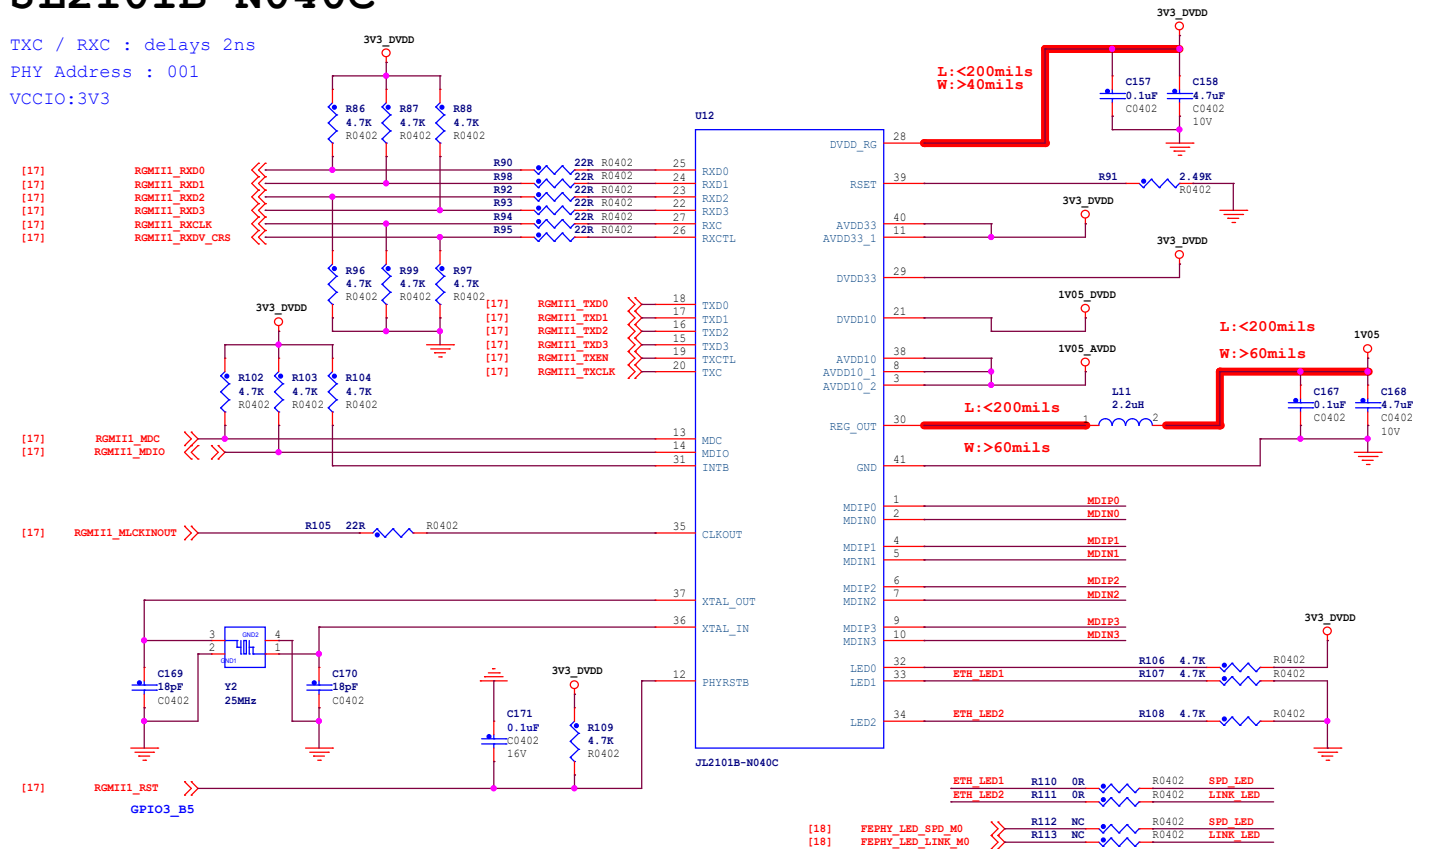 JL2101B-N040C
TXC / RXC : delays 2ns
PHY Address : 001
VCCIO:3V3
3V3_DVDD
R86 4.7K R0402
R87 4.7K R0402
R88 4.7K R0402
[17] RGMII1_RXD0 R90 22R R0402
[17] RGMII1_RXD1 R98 22R R0402
[17] RGMII1_RXD2 R92 22R R0402
[17] RGMII1_RXD3 R93 22R R0402
[17] RGMII1_RXCLK R94 22R R0402
[17] RGMII1_RXDV_CRS R95 22R R0402
R96 4.7K R0402
R99 4.7K R0402
R97 4.7K R0402
[17] RGMII1_TXD0
[17] RGMII1_TXD1
[17] RGMII1_TXD2
[17] RGMII1_TXD3
[17] RGMII1_TXEN
[17] RGMII1_TXCLK
3V3_DVDD
R102 4.7K R0402
R103 4.7K R0402
R104 4.7K R0402
[17] RGMII1_MDC
[17] RGMII1_MDIO
[17] RGMII1_MLCKINOUT R105 22R R0402
3 GND2 4
2 GND1 1
C169 18pF C0402
Y2 25MHz
C170 18pF C0402
C171 0.1uF C0402 16V
3V3_DVDD
R109 4.7K R0402
[17] RGMII1_RST
GPIO3_B5
U12
25 RXD0
24 RXD1
23 RXD2
22 RXD3
27 RXC
26 RXCTL
18 TXD0
17 TXD1
16 TXD2
15 TXD3
19 TXCTL
20 TXC
13 MDC
14 MDIO
31 INTB
35 CLKOUT
37 XTAL_OUT
36 XTAL_IN
12 PHYRSTB
DVDD_RG 28
RSET 39
AVDD33 40
AVDD33_1 11
DVDD33 29
DVDD10 21
AVDD10 38
AVDD10_1 8
AVDD10_2 3
REG_OUT 30
GND 41
MDIP0 1 MDIP0
MDIN0 2 MDIN0
MDIP1 4 MDIP1
MDIN1 5 MDIN1
MDIP2 6 MDIP2
MDIN2 7 MDIN2
MDIP3 9 MDIP3
MDIN3 10 MDIN3
LED0 32 R106 4.7K R0402
LED1 33 ETH_LED1 R107 4.7K R0402
LED2 34 ETH_LED2 R108 4.7K R0402
JL2101B-N040C
3V3_DVDD
L:<200mils
W:>40mils
C157 0.1uF C0402
C158 4.7uF C0402 10V
R91 2.49K R0402
3V3_DVDD
3V3_DVDD
1V05_DVDD
1V05_AVDD
L:<200mils
W:>60mils
1V05
L:<200mils
W:>60mils
1 L11 2.2uH 2
C167 0.1uF C0402
C168 4.7uF C0402 10V
3V3_DVDD
ETH_LED1 R110 0R R0402 SPD_LED
ETH_LED2 R111 0R R0402 LINK_LED
[18] FEPHY_LED_SPD_M0 R112 NC R0402 SPD_LED
[18] FEPHY_LED_LINK_M0 R113 NC R0402 LINK_LED